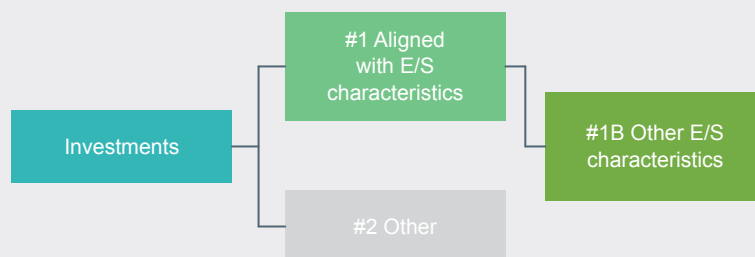 #1 Aligned
with E/S
characteristics
Investments
#1B Other E/S
characteristics
#2 Other